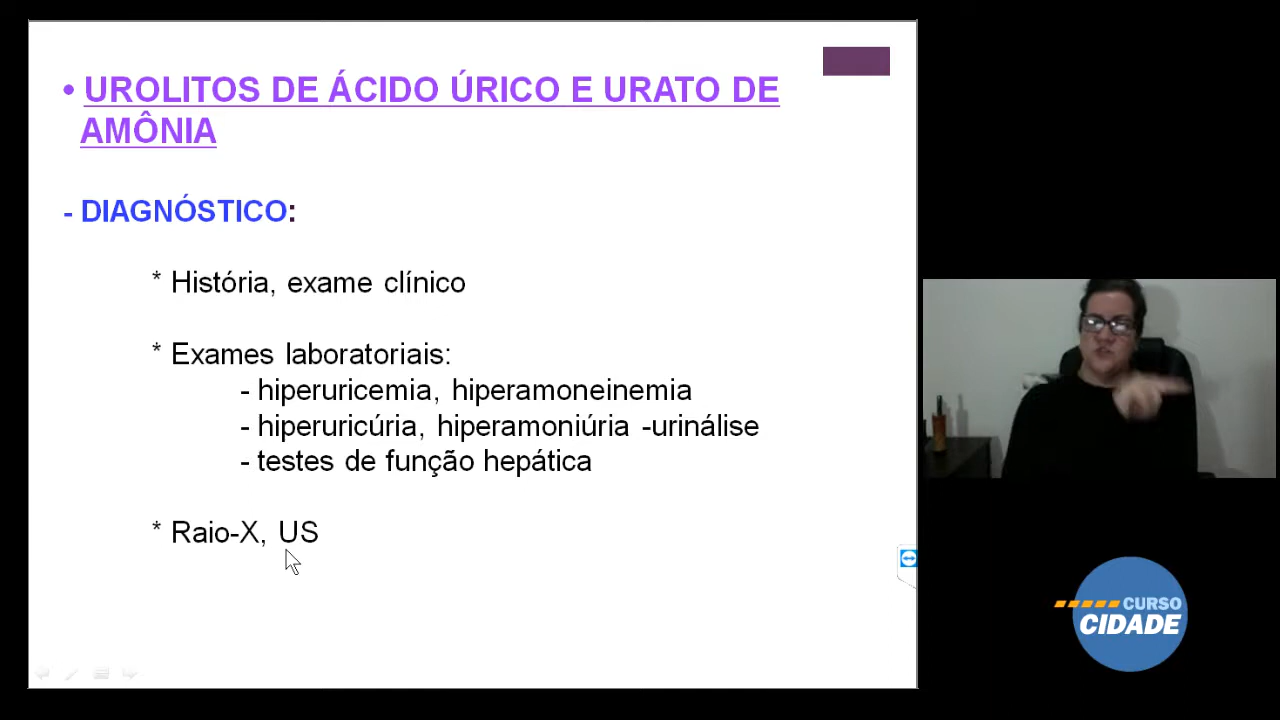 • UROLITOS DE ÁCIDO ÚRICO E URATO DE
AMÔNIA
- DIAGNÓSTICO:
* História, exame clínico
* Exames laboratoriais:
- hiperuricemia, hiperamoneinemia
- hiperuricúria, hiperamoniúria -urinálise
- testes de função hepática
* Raio-X, US
CURSO
CIDADE